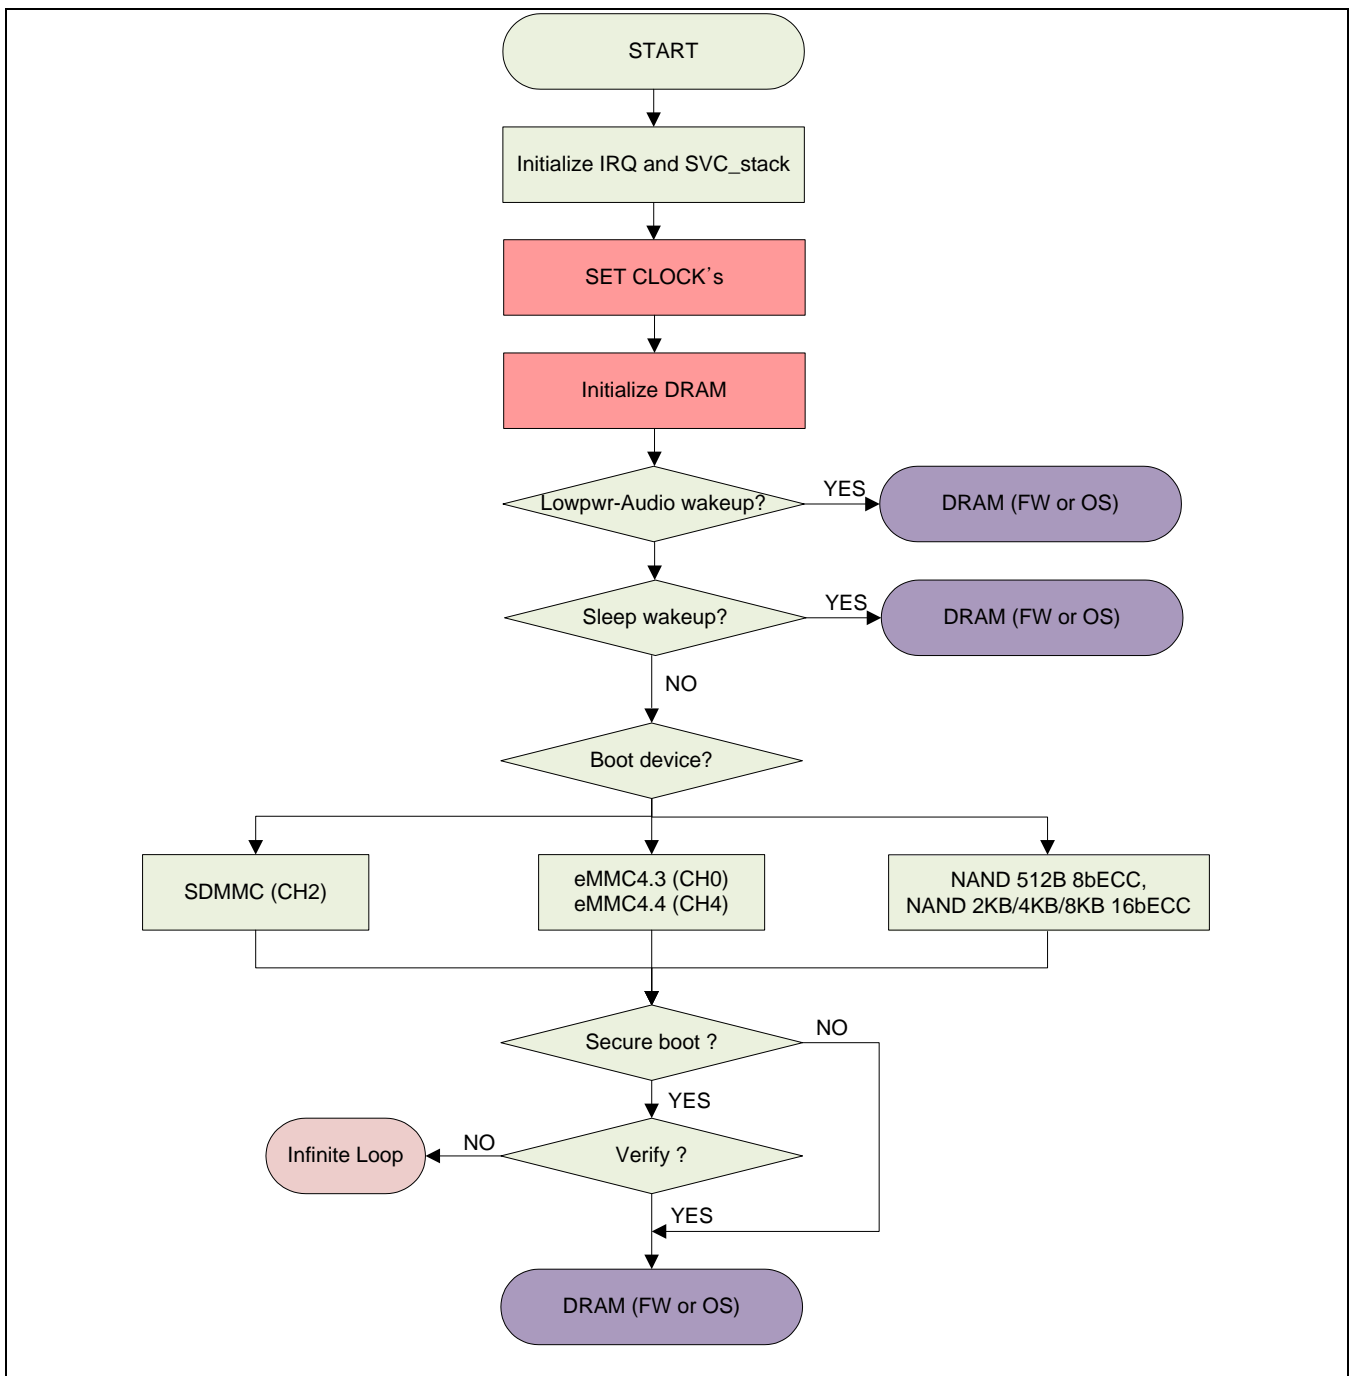 START
Initialize IRQ and SVC_stack
SET CLOCK's
Initialize DRAM
Lowpwr-Audio wakeup?
YES
DRAM (FW or OS)
Sleep wakeup?
YES
DRAM (FW or OS)
NO
Boot device?
SDMMC (CH2)
eMMC4.3 (CH0)
eMMC4.4 (CH4)
NAND 512B 8bECC,
NAND 2KB/4KB/8KB 16bECC
Secure boot ?
NO
YES
Infinite Loop
NO
Verify ?
YES
DRAM (FW or OS)